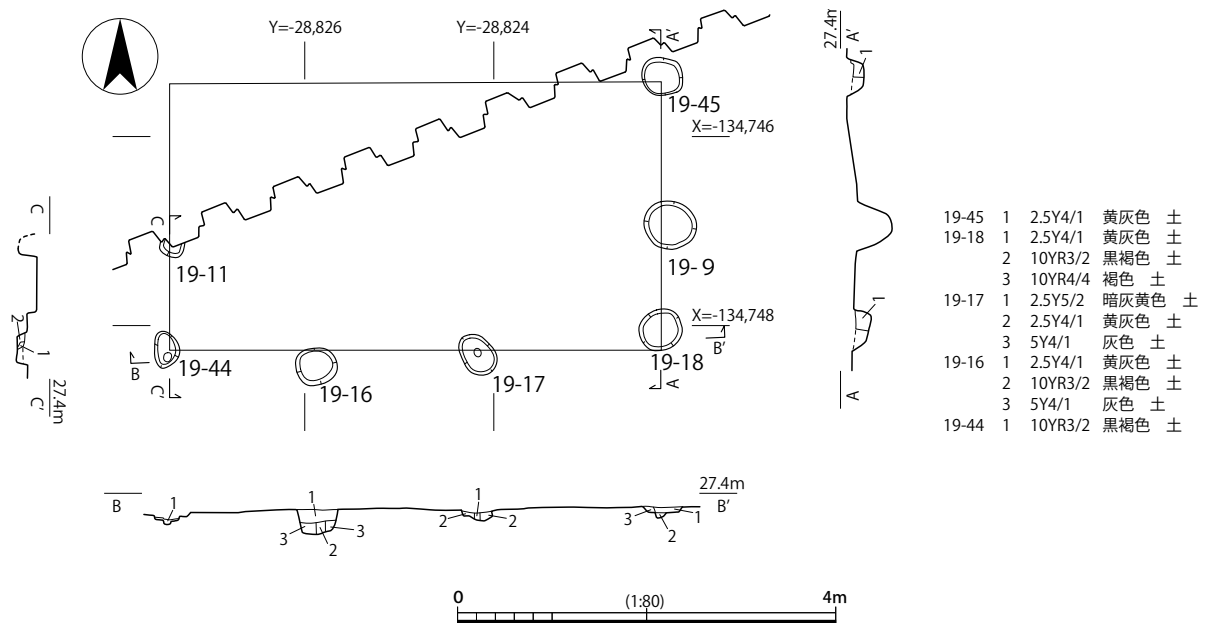 Y=-28,826
Y=-28,824
A'
27.4m
A'
1
19-45
X=-134,746
C
C
19-11
19-9
2
1
X=-134,748
B'
B
19-44
19-16
19-17
19-18
C'
C'
27.4m
A
A
19-45 1 2.5Y4/1 黄灰色 土
19-18 1 2.5Y4/1 黄灰色 土
2 10YR3/2 黒褐色 土
3 10YR4/4 褐色 土
19-17 1 2.5Y5/2 暗灰黄色 土
2 2.5Y4/1 黄灰色 土
3 5Y4/1 灰色 土
19-16 1 2.5Y4/1 黄灰色 土
2 10YR3/2 黒褐色 土
3 5Y4/1 灰色 土
19-44 1 10YR3/2 黒褐色 土
1
27.4m
B
B'
1
1
1
3
2
3
2
2
3
2
1
0
(1:80)
4m